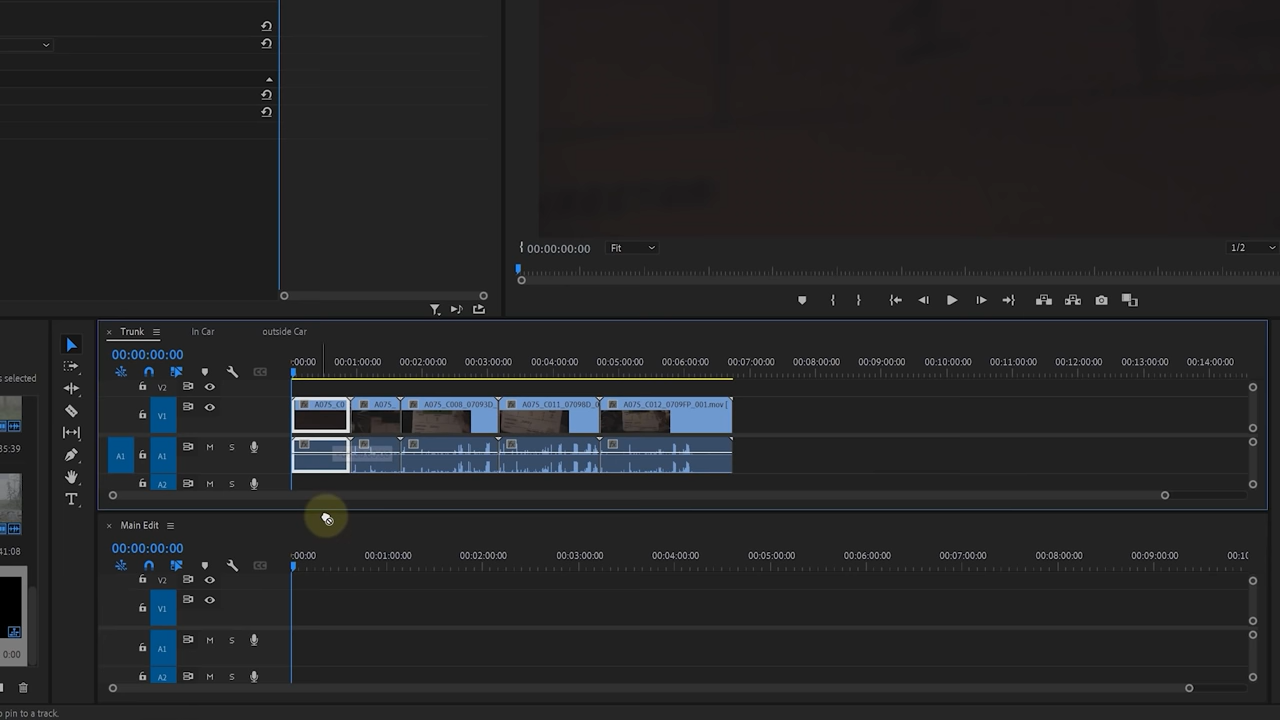 00:00:00:00
Fit
1/2
Trunk
In Car
outside Car
00:00:00:00
:00:00
00:01:00:00
00:02:00:00
00:03:00:00
00:04:00:00
00:05:00:00
00:06:00:00
00:07:00:00
00:08:00:00
00:09:00:00
00:10:00:00
00:11:00:00
00:12:00:00
00:13:00:00
00:14:00:00
s selected
V2
V1
A075_C0
A075_
A075_C008_07093D
A075_C011_07098D_0
A075_C012_0709FP_001.mov [
35:39
A1
A1
M
S
A2
M
S
Main Edit
41:08
00:00:00:00
:00:00
00:01:00:00
00:02:00:00
00:03:00:00
00:04:00:00
00:05:00:00
00:06:00:00
00:07:00:00
00:08:00:00
00:09:00:00
00:10
V2
V1
A1
M
S
0:00
A2
M
S
o pin to a track.